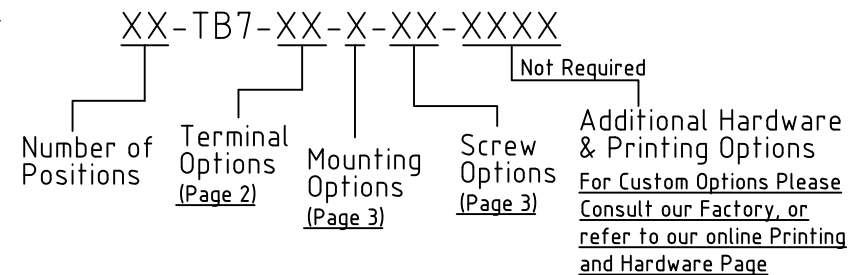 XX-TB7-XX-X-XX-XXXX
Not Required
Number of
Positions
Terminal
Options
(Page 2)
Mounting
Options
(Page 3)
Screw
Options
(Page 3)
Additional Hardware
& Printing Options
For Custom Options Please
Consult our Factory, or
refer to our online Printing
and Hardware Page